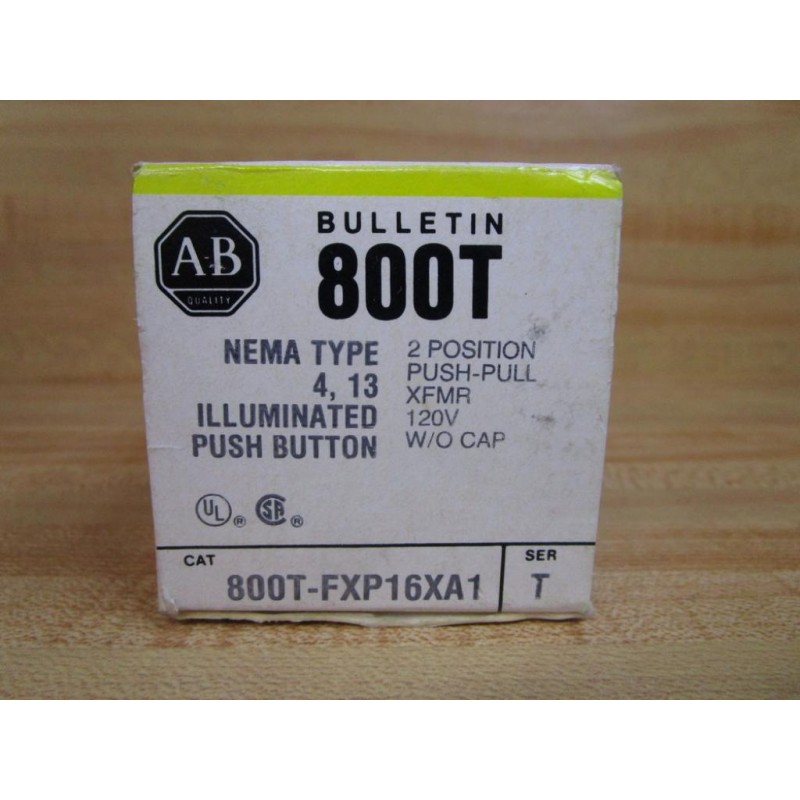 A-B
QUALITY
BULLETIN
800T
NEMA TYPE
4, 13
ILLUMINATED
PUSH BUTTON
2 POSITION
PUSH-PULL
XFMR
120V
W/O CAP
UL ® SA ®
CAT
800T-FXP16XA1
SER
T